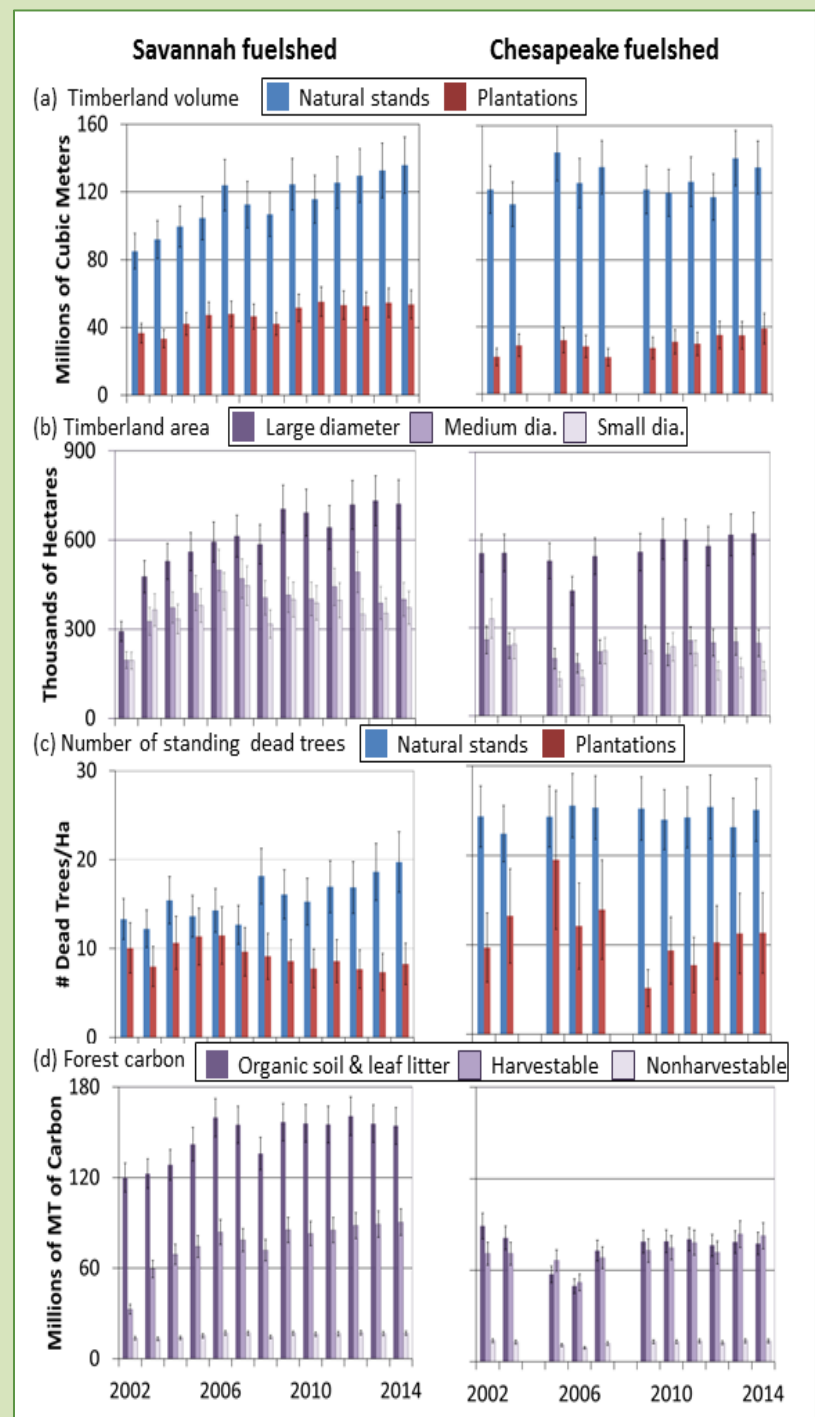 Savannah fuelshed
Chesapeake fuelshed
(a) Timberland volume
Natural stands
Plantations
Millions of Cubic Meters
160
120
80
40
0
(b) Timberland area
Large diameter
Medium dia.
Small dia.
Thousands of Hectares
900
600
300
0
(c) Number of standing dead trees
Natural stands
Plantations
# Dead Trees/Ha
30
20
10
0
(d) Forest carbon
Organic soil & leaf litter
Harvestable
Nonharvestable
Millions of MT of Carbon
180
120
60
0
2002 2006 2010 2014
2002 2006 2010 2014